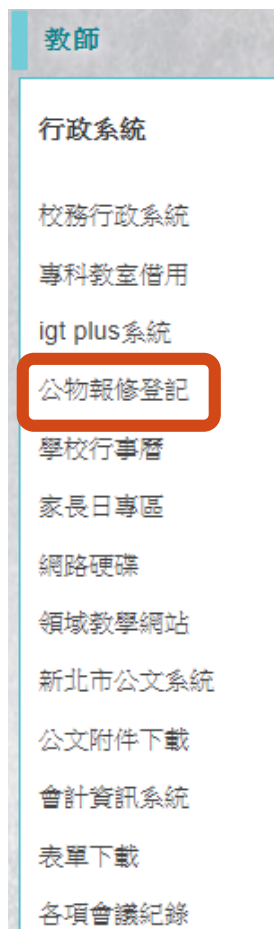 教師
行政系統
校務行政系統
專科教室借用
igt plus系統
公物報修登記
學校行事曆
家長日專區
網路硬碟
領域教學網站
新北市公文系統
公文附件下載
會計資訊系統
表單下載
各項會議紀錄